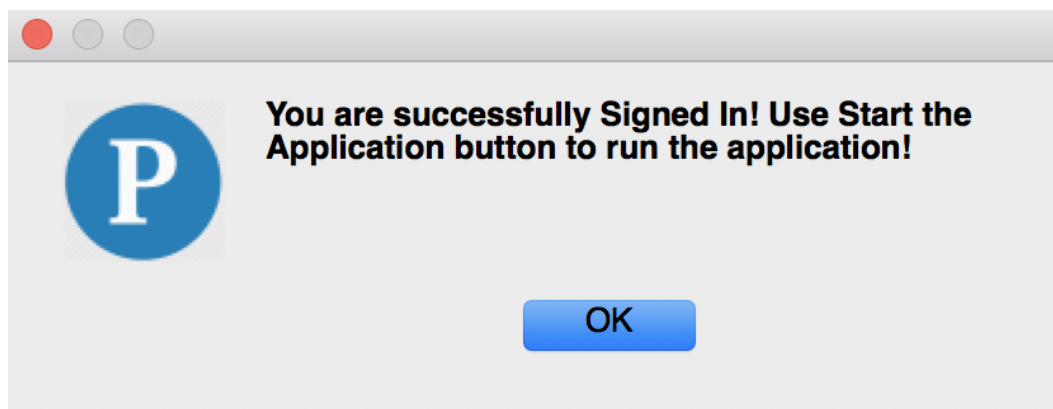 P
You are successfully Signed In! Use Start the
Application button to run the application!
OK